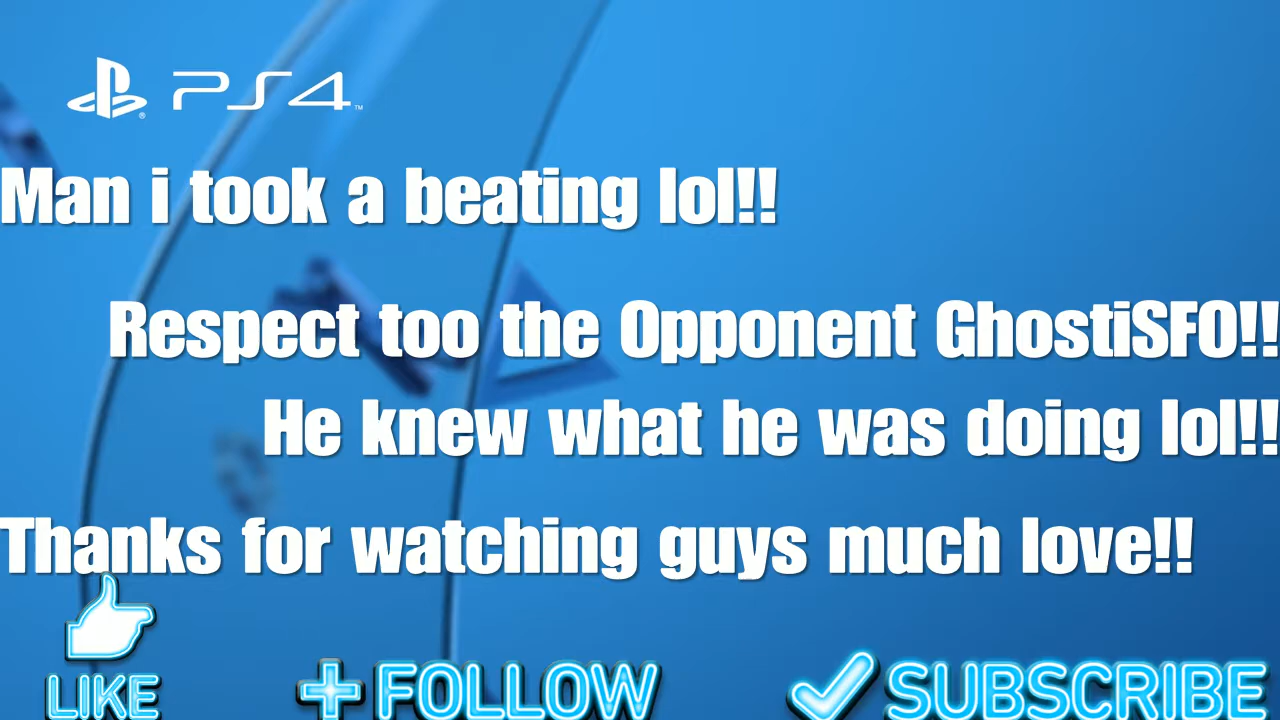 PS4™
Man i took a beating lol!!
Respect too the Opponent GhostiSFO!!
He knew what he was doing lol!!
Thanks for watching guys much love!!
LIKE
FOLLOW
SUBSCRIBE